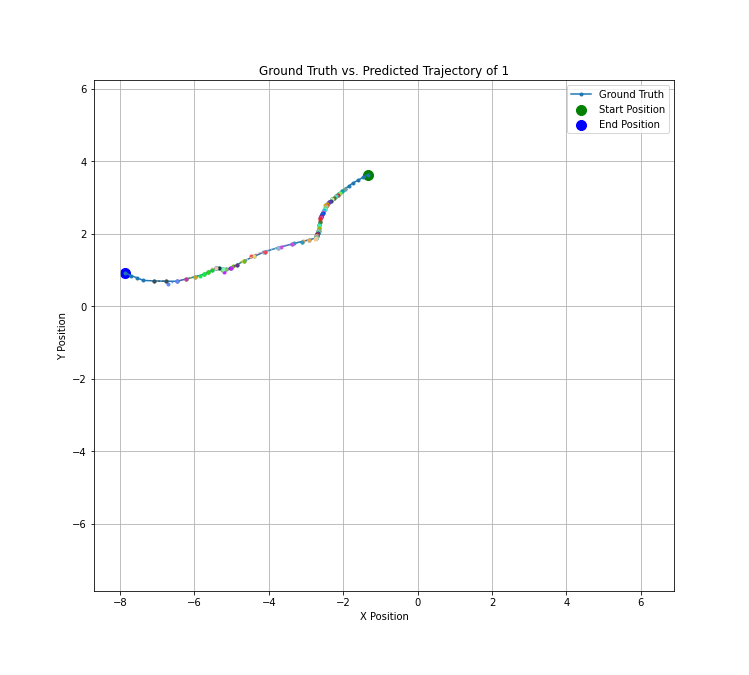 Ground Truth vs. Predicted Trajectory of 1
Ground Truth
Start Position
End Position
6
4
2
0
−2
−4
−6
Y Position
−8
−6
−4
−2
0
2
4
6
X Position